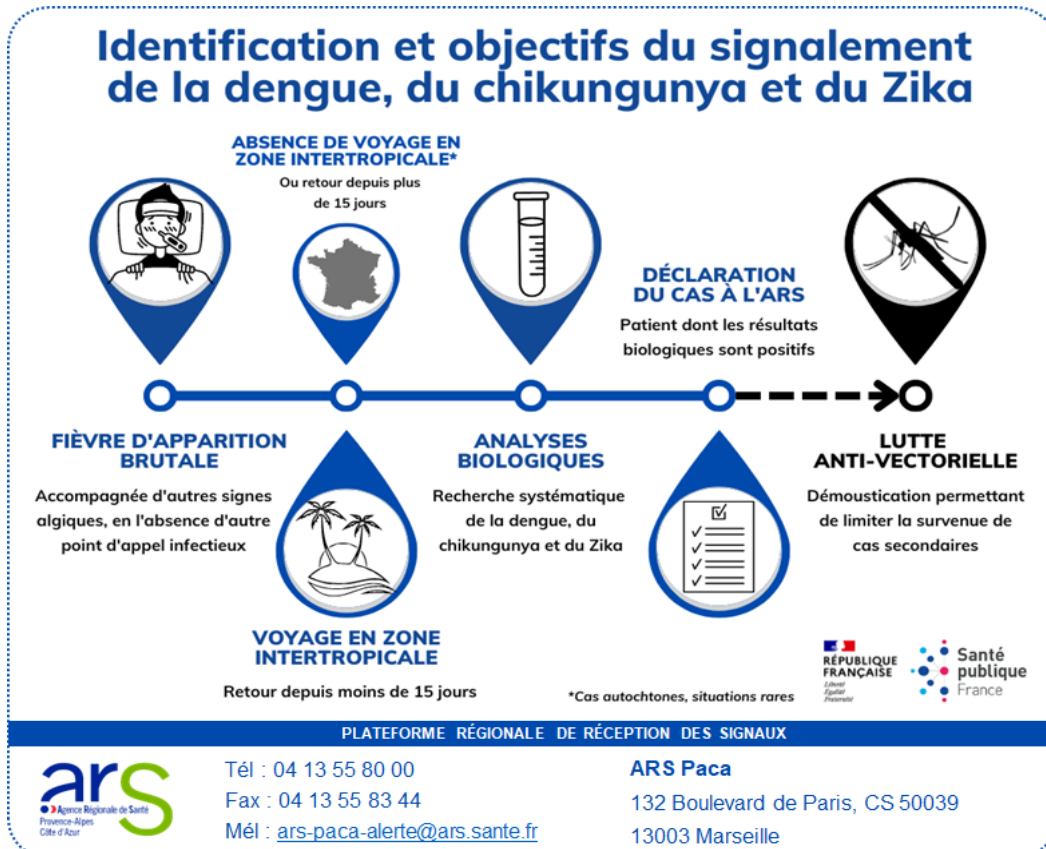 Identification et objectifs du signalement
de la dengue, du chikungunya et du Zika
ABSENCE DE VOYAGE EN
ZONE INTERTROPICALE*
Ou retour depuis plus
de 15 jours
DÉCLARATION
DU CAS À L'ARS
Patient dont les résultats
biologiques sont positifs
FIÈVRE D'APPARITION
BRUTALE
Accompagnée d'autres signes
algiques, en l'absence d'autre
point d'appel infectieux
ANALYSES
BIOLOGIQUES
Recherche systématique
de la dengue, du
chikungunya et du Zika
LUTTE
ANTI-VECTORIELLE
Démoustication permettant
de limiter la survenue de
cas secondaires
VOYAGE EN ZONE
INTERTROPICALE
Retour depuis moins de 15 jours
*Cas autochtones, situations rares
RÉPUBLIQUE
FRANÇAISE
Liberté
Égalité
Fraternité
Santé
publique
France
PLATEFORME RÉGIONALE DE RÉCEPTION DES SIGNAUX
ars
Agence Régionale de Santé
Provence-Alpes
Côte d'Azur
Tél : 04 13 55 80 00
Fax : 04 13 55 83 44
Mél : ars-paca-alerte@ars.sante.fr
ARS Paca
132 Boulevard de Paris, CS 50039
13003 Marseille